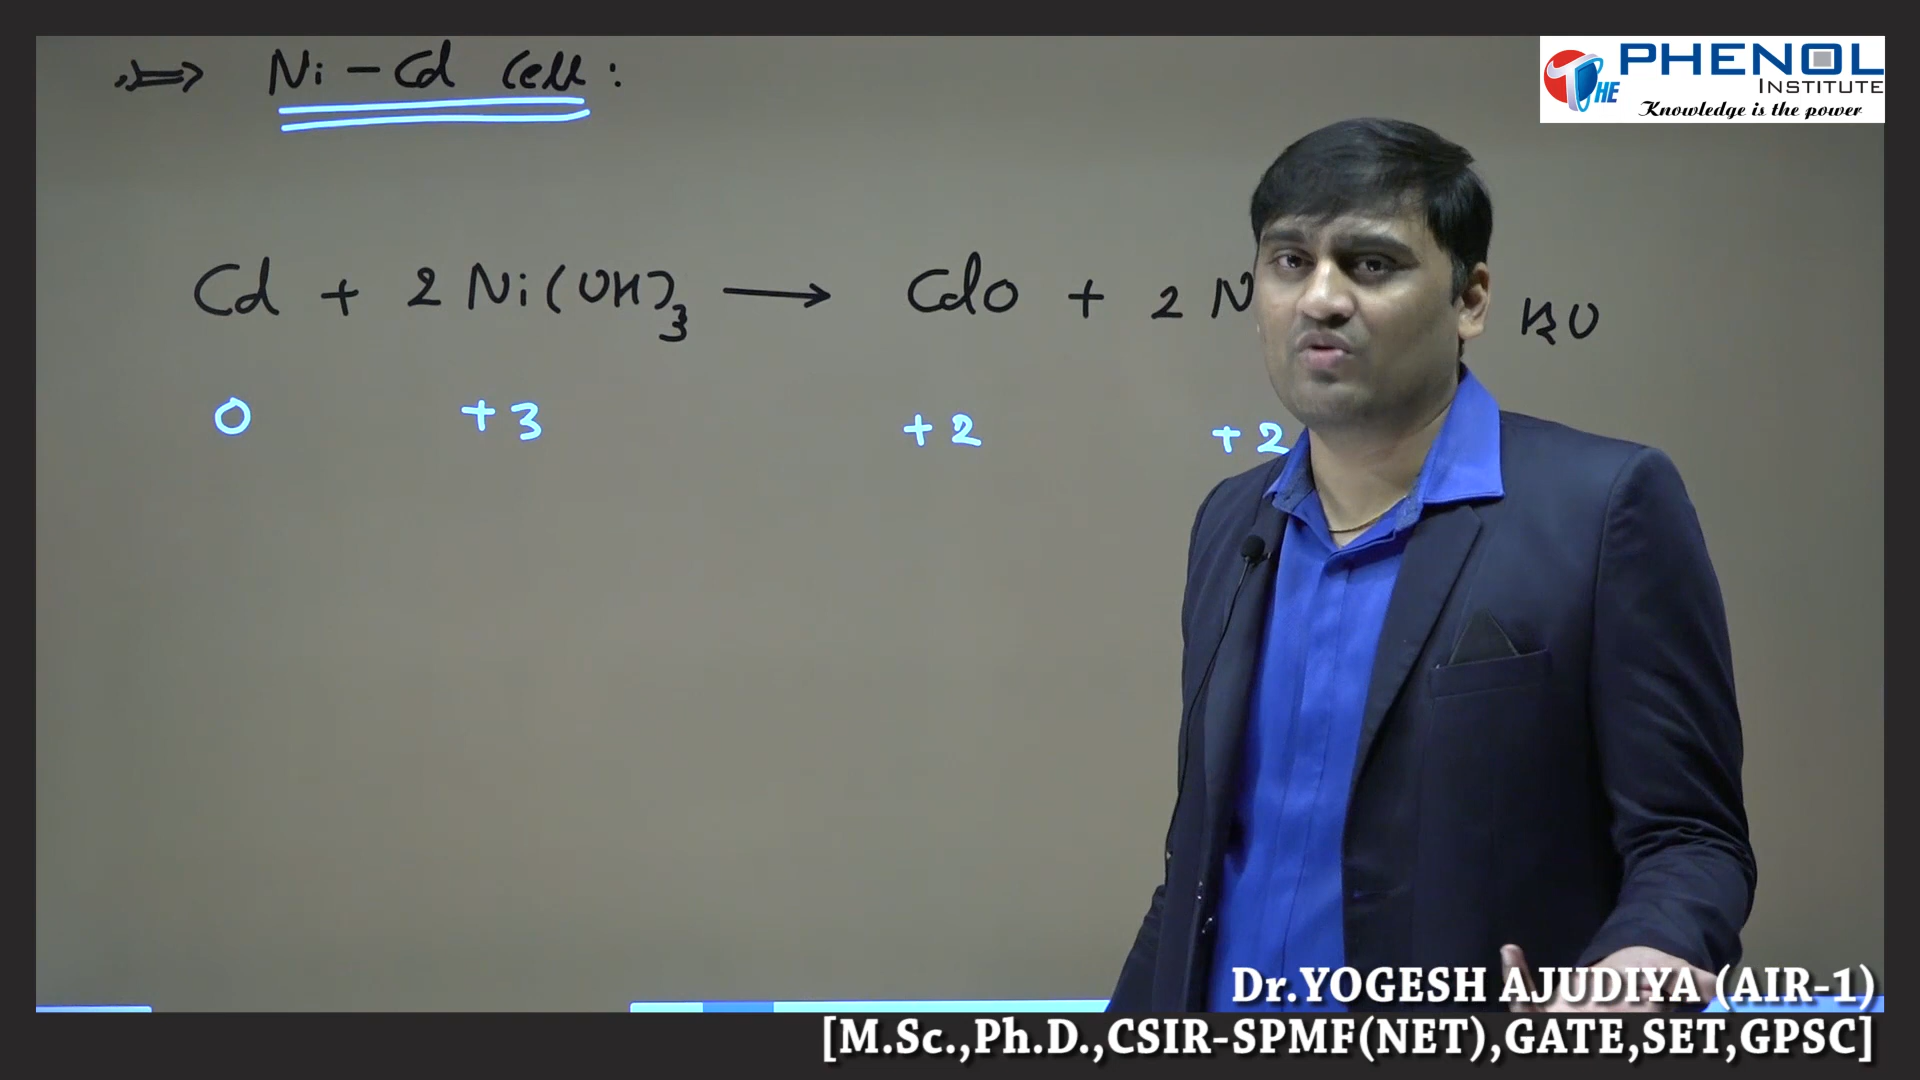 ⇒ Ni - Cd Cell:
THE PHENOL
INSTITUTE
Knowledge is the power
Cd + 2 Ni(OH)₃ → CdO + 2 N H₂O
0 +3 +2 +2
Dr.YOGESH AJUDIYA (AIR-1)
[M.Sc.,Ph.D.,CSIR-SPMF(NET),GATE,SET,GPSC]